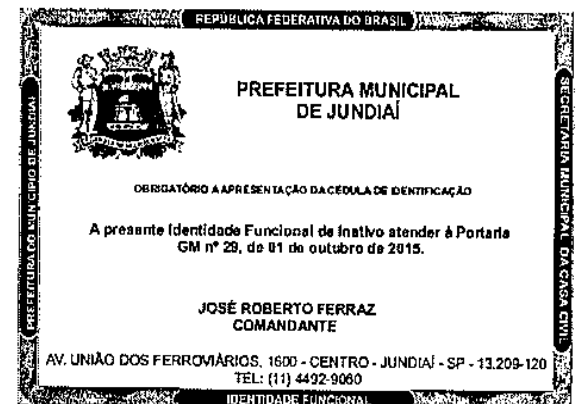 REPÚBLICA FEDERATIVA DO BRASIL
PREFEITURA DO MUNICIPIO DE JUNDIAÍ
SECRETARIA MUNICIPAL DA CASA CIVIL
PREFEITURA MUNICIPAL
DE JUNDIAÍ
OBRIGATÓRIO A APRESENTAÇÃO DA CÉDULA DE IDENTIFICAÇÃO
A presente Identidade Funcional de Inativo atender à Portaria
GM nº 29, de 01 de outubro de 2015.
JOSÉ ROBERTO FERRAZ
COMANDANTE
AV. UNIÃO DOS FERROVIÁRIOS, 1600 - CENTRO - JUNDIAÍ - SP - 13.209-120
TEL: (11) 4492-9060
IDENTIDADE FUNCIONAL